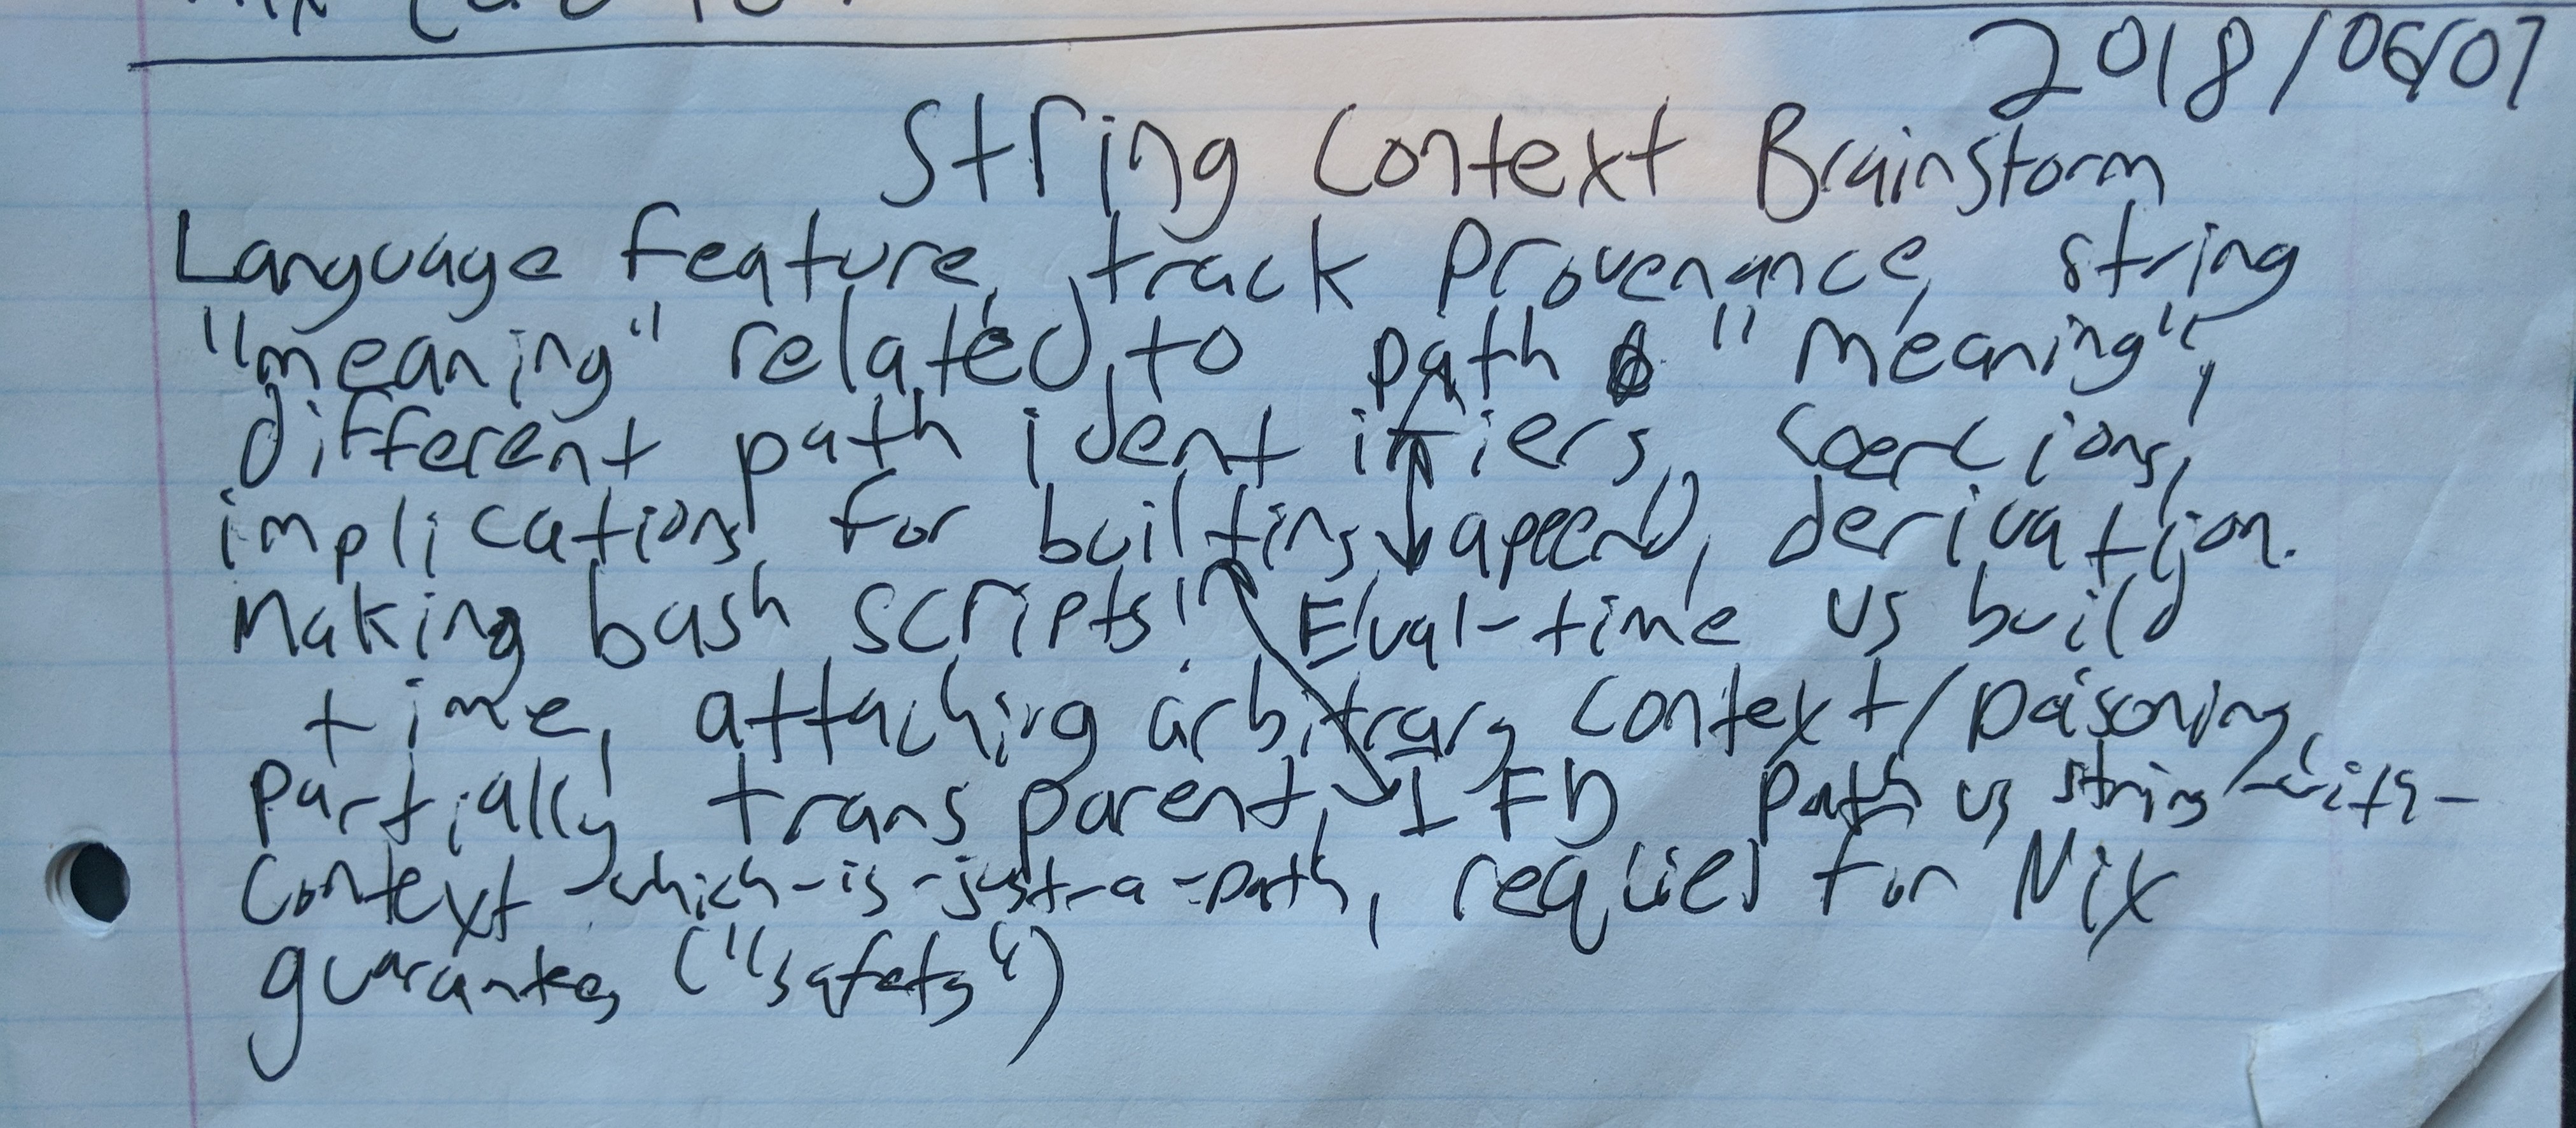 2018/06/07
String Context Brainstorm
Language feature, track provenance, string
"meaning" related to path "meaning",
different path identifiers, coercions,
implications for builtins, append, derivation.
Making bash scripts! Eval-time vs build
time, attaching arbitrary context/poisoning,
partially transparent, IFD path vs string-with-
context-which-is-just-a-path, required for Nix
guarantees ("safety")